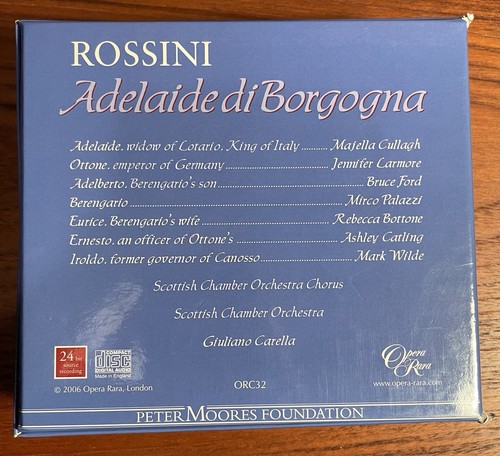 ROSSINI
Adelaide di Borgogna
Adelaide, widow of Lotario, King of Italy ........... Majella Cullagh
Ottone, emperor of Germany ........................... Jennifer Larmore
Adelberto, Berengario's son ........................................ Bruce Ford
Berengario ............................................................ Mirco Palazzi
Eurice, Berengario's wife .................................... Rebecca Bottone
Ernesto, an officer of Ottone's ........................... Ashley Catling
Iroldo, former governor of Canosso ........................ Mark Wilde
Scottish Chamber Orchestra Chorus
Scottish Chamber Orchestra
Giuliano Carella
24 bit
source
recording
COMPACT
disc
DIGITAL AUDIO
Made in England
Opera
Rara
© 2006 Opera Rara, London
ORC32
www.opera-rara.com
PETER MOORES FOUNDATION